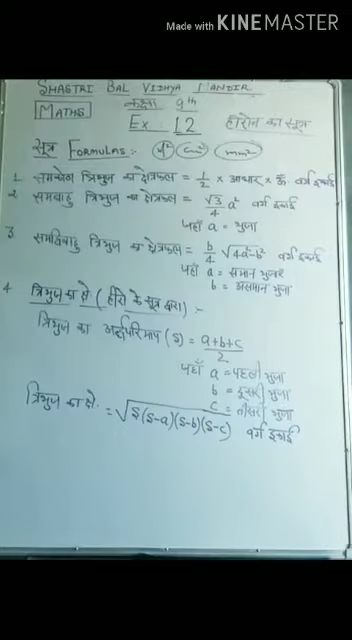 Made with KINEMASTER
SHASTRI BAL VIDHYA MANDIR
MATHS कक्षा 9th
Ex. 12 हीरोन का सूत्र
सूत्र FORMULAS :- cm² mm²
1 समकोण त्रिभुज का क्षेत्रफल = 1/2 × आधार × ऊँ. वर्ग इकाई
2 समबाहु त्रिभुज का क्षेत्रफल = √3/4 a² वर्ग इकाई
जहाँ a = भुजा
3 समद्विबाहु त्रिभुज का क्षेत्रफल = b/4 √4a²-b² वर्ग इकाई
जहाँ a = समान भुजाएं
b = असमान भुजा
4 त्रिभुज का क्षे (हीरो के सूत्र द्वारा) :-
त्रिभुज का अर्द्धपरिमाप (s) = a+b+c/2
जहाँ a = पहली भुजा
b = दूसरी भुजा
c = तीसरी भुजा
त्रिभुज का क्षे. = √s(s-a)(s-b)(s-c) वर्ग इकाई